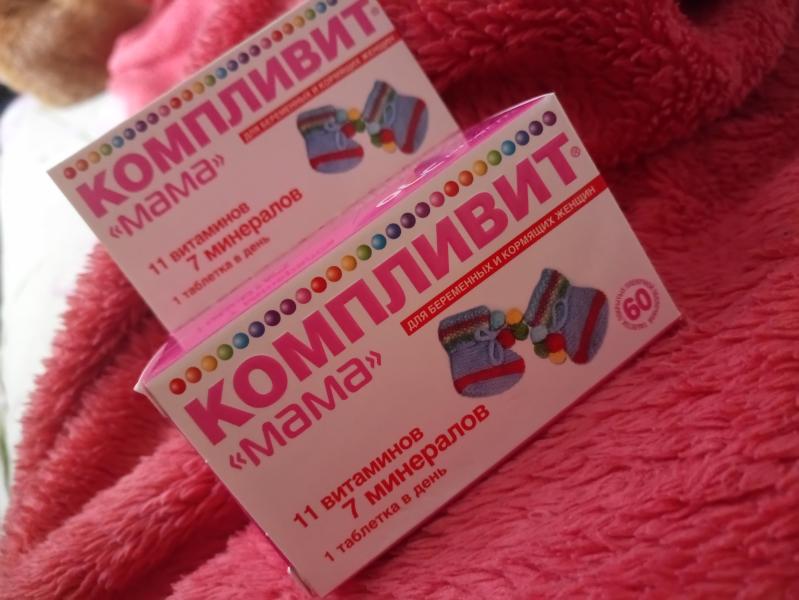 КОМПЛИВИТ
ДЛЯ БЕРЕМЕННЫХ И КОРМЯЩИХ ЖЕНЩИН
«мама»
11 витаминов
7 минералов
1 таблетка в день
КОМПЛИВИТ®
ДЛЯ БЕРЕМЕННЫХ И КОРМЯЩИХ ЖЕНЩИН
«мама»
60
11 витаминов
7 минералов
1 таблетка в день